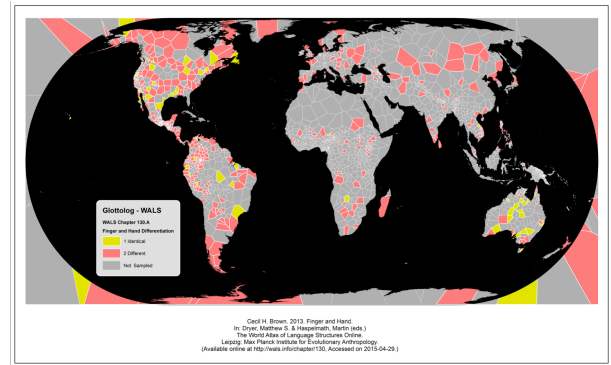 Glottolog - WALS
WALS Chapter 130.A
Finger and Hand Differentiation
1 Identical
2 Different
Not Sampled
Cecil H. Brown. 2013. Finger and Hand.
In: Dryer, Matthew S. & Haspelmath, Martin (eds.)
The World Atlas of Language Structures Online.
Leipzig: Max Planck Institute for Evolutionary Anthropology.
(Available online at http://wals.info/chapter/130, Accessed on 2015-04-29.)